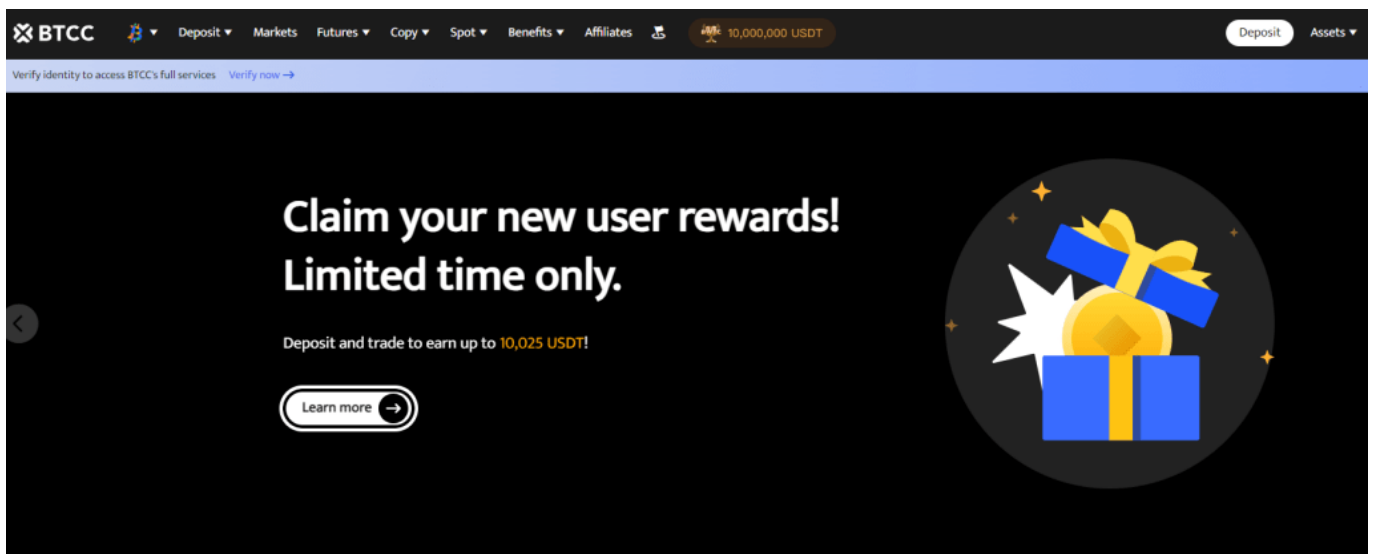 BTCC Deposit Markets Futures Copy Spot Benefits Affiliates 10,000,000 USDT Deposit Assets
Verify identity to access BTCC's full services Verify now →
Claim your new user rewards!
Limited time only.
Deposit and trade to earn up to 10,025 USDT!
Learn more